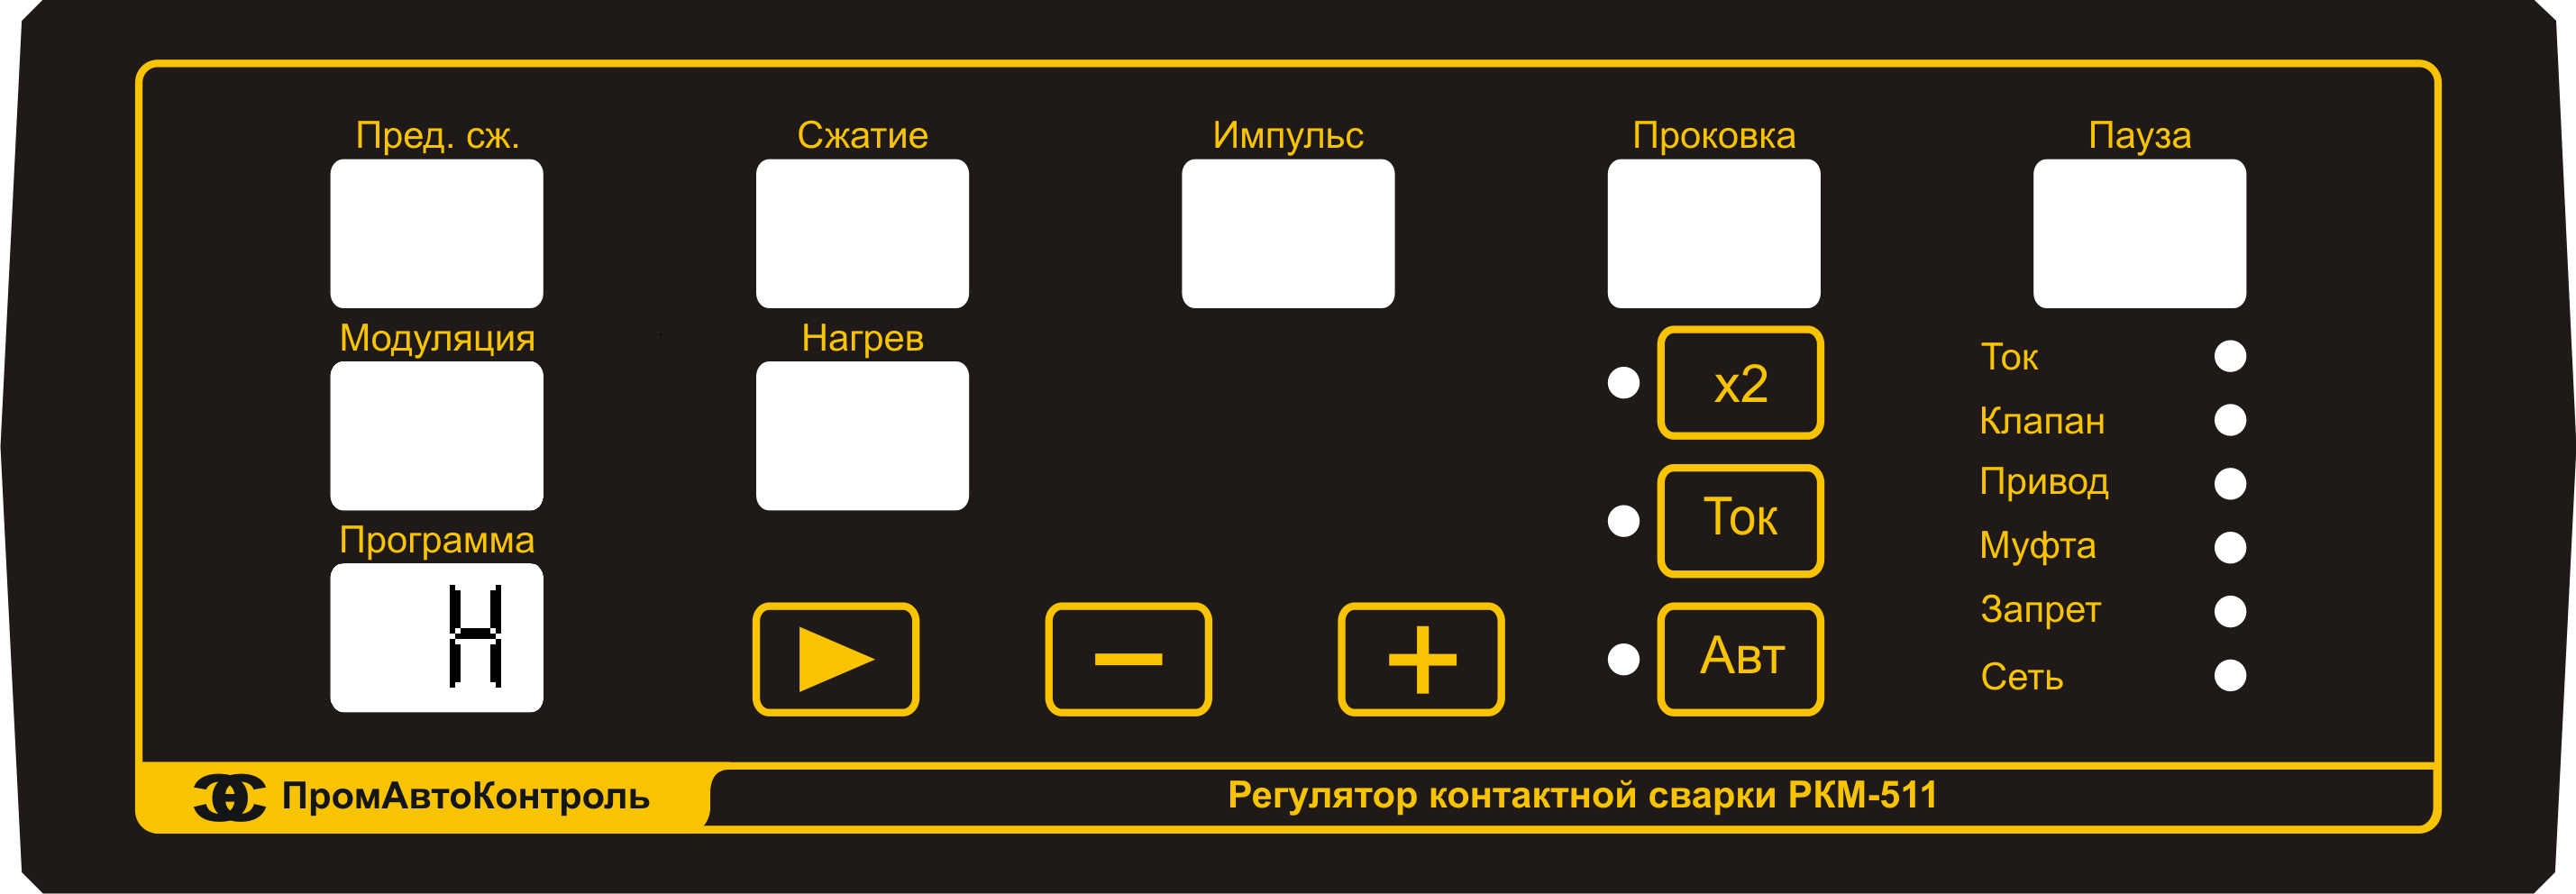 Пред. сж.
Сжатие
Импульс
Проковка
Пауза
Модуляция
Нагрев
x2
Ток
Клапан
Привод
Ток
Муфта
Программа
H
Запрет
Авт
Сеть
ПромАвтоКонтроль
Регулятор контактной сварки РКМ-511